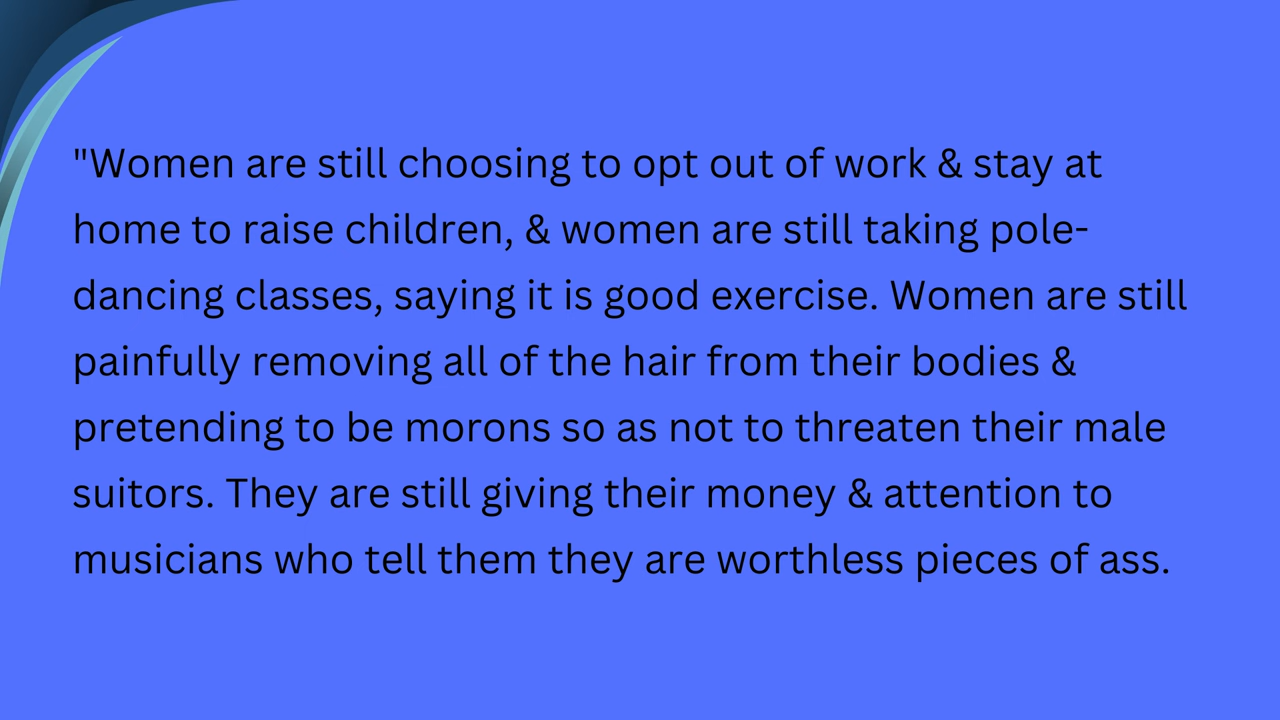 "Women are still choosing to opt out of work & stay at
home to raise children, & women are still taking pole-
dancing classes, saying it is good exercise. Women are still
painfully removing all of the hair from their bodies &
pretending to be morons so as not to threaten their male
suitors. They are still giving their money & attention to
musicians who tell them they are worthless pieces of ass.